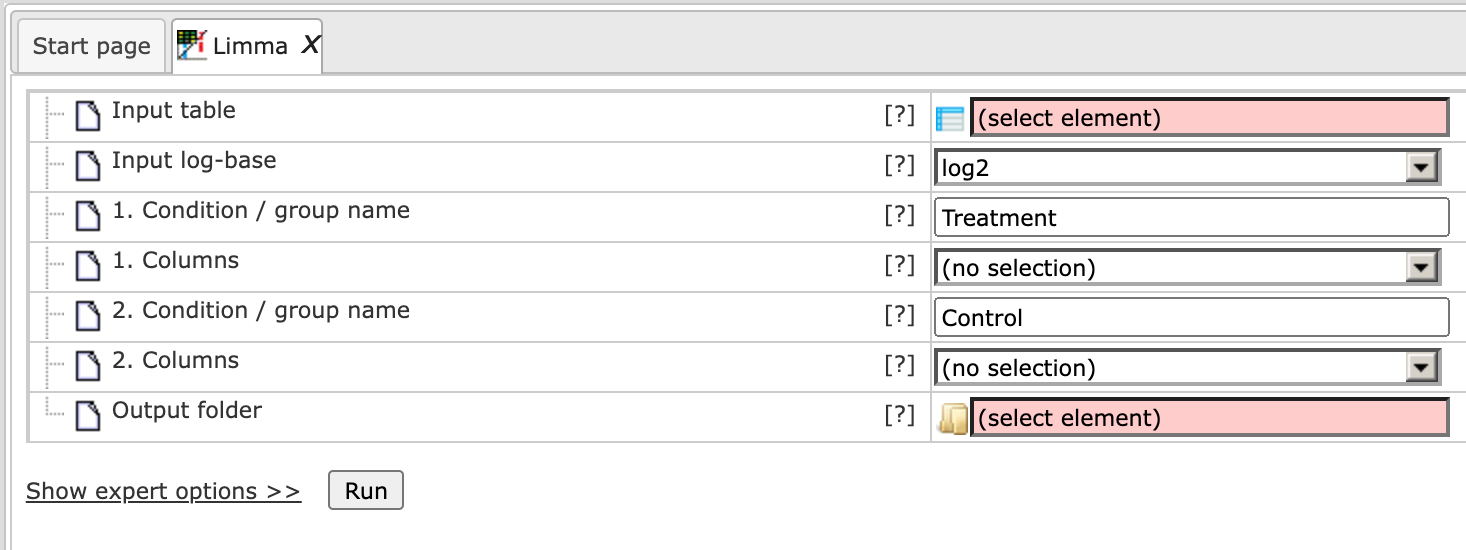 Start page
Limma X
Input table [?] (select element)
Input log-base [?] log2
1. Condition / group name [?] Treatment
1. Columns [?] (no selection)
2. Condition / group name [?] Control
2. Columns [?] (no selection)
Output folder [?] (select element)
Show expert options >> Run